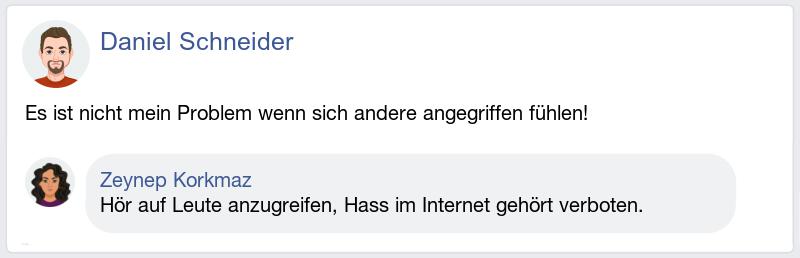 Daniel Schneider
Es ist nicht mein Problem wenn sich andere angegriffen fühlen!
Zeynep Korkmaz
Hör auf Leute anzugreifen, Hass im Internet gehört verboten.